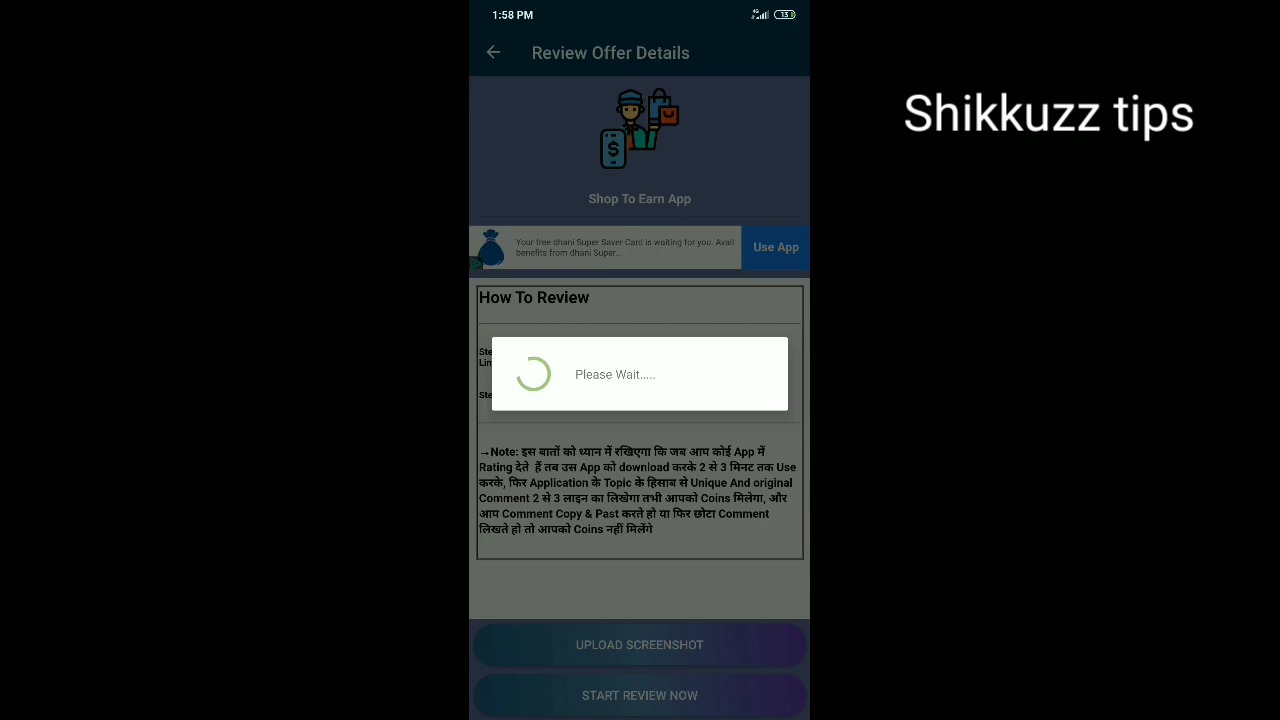 1:58 PM
4G
13
Review Offer Details
Shikkuzz tips
Shop To Earn App
Your free dhani Super Saver Card is waiting for you. Avail
benefits from dhani Super...
Use App
How To Review
Please Wait.....
→Note: इस बातों को ध्यान में रखिएगा कि जब आप कोई App में
Rating देते हैं तब उस App को download करके 2 से 3 मिनट तक Use
करके, फिर Application के Topic के हिसाब से Unique And original
Comment 2 से 3 लाइन का लिखेगा तभी आपको Coins मिलेगा, और
आप Comment Copy & Past करते हो या फिर छोटा Comment
लिखते हो तो आपको Coins नहीं मिलेंगे
UPLOAD SCREENSHOT
START REVIEW NOW